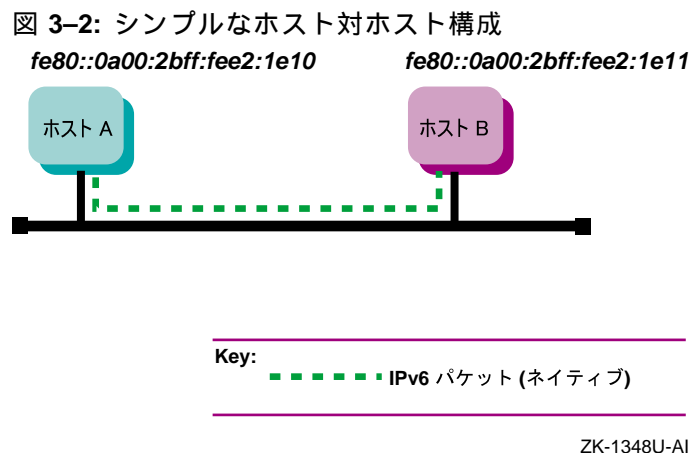 図 3–2: シンプルなホスト対ホスト構成
fe80::0a00:2bff:fee2:1e10 fe80::0a00:2bff:fee2:1e11
ホスト A ホスト B
Key:
IPv6 パケット (ネイティブ)
ZK-1348U-AI